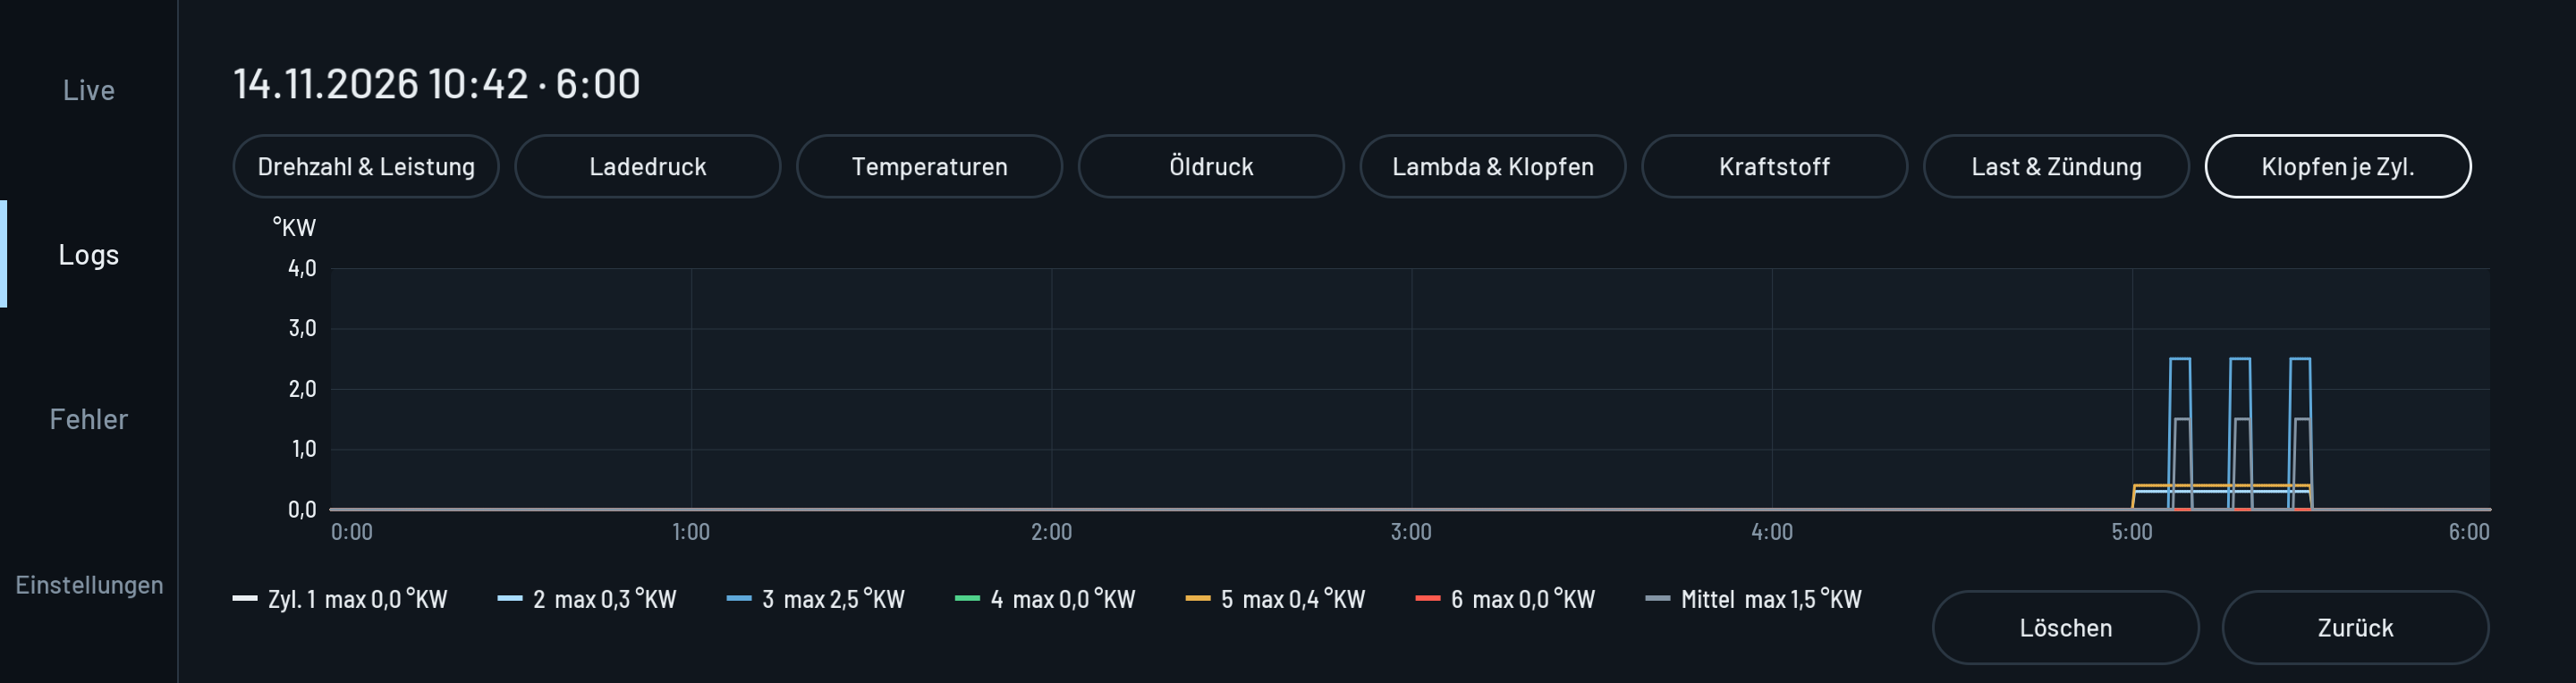 Live
Logs
Fehler
Einstellungen
14.11.2026 10:42 · 6:00
Drehzahl & Leistung
Ladedruck
Temperaturen
Öldruck
Lambda & Klopfen
Kraftstoff
Last & Zündung
Klopfen je Zyl.
°KW
4,0
3,0
2,0
1,0
0,0
0:00 1:00 2:00 3:00 4:00 5:00 6:00
Zyl. 1 max 0,0 °KW 2 max 0,3 °KW 3 max 2,5 °KW 4 max 0,0 °KW 5 max 0,4 °KW 6 max 0,0 °KW Mittel max 1,5 °KW
Löschen
Zurück